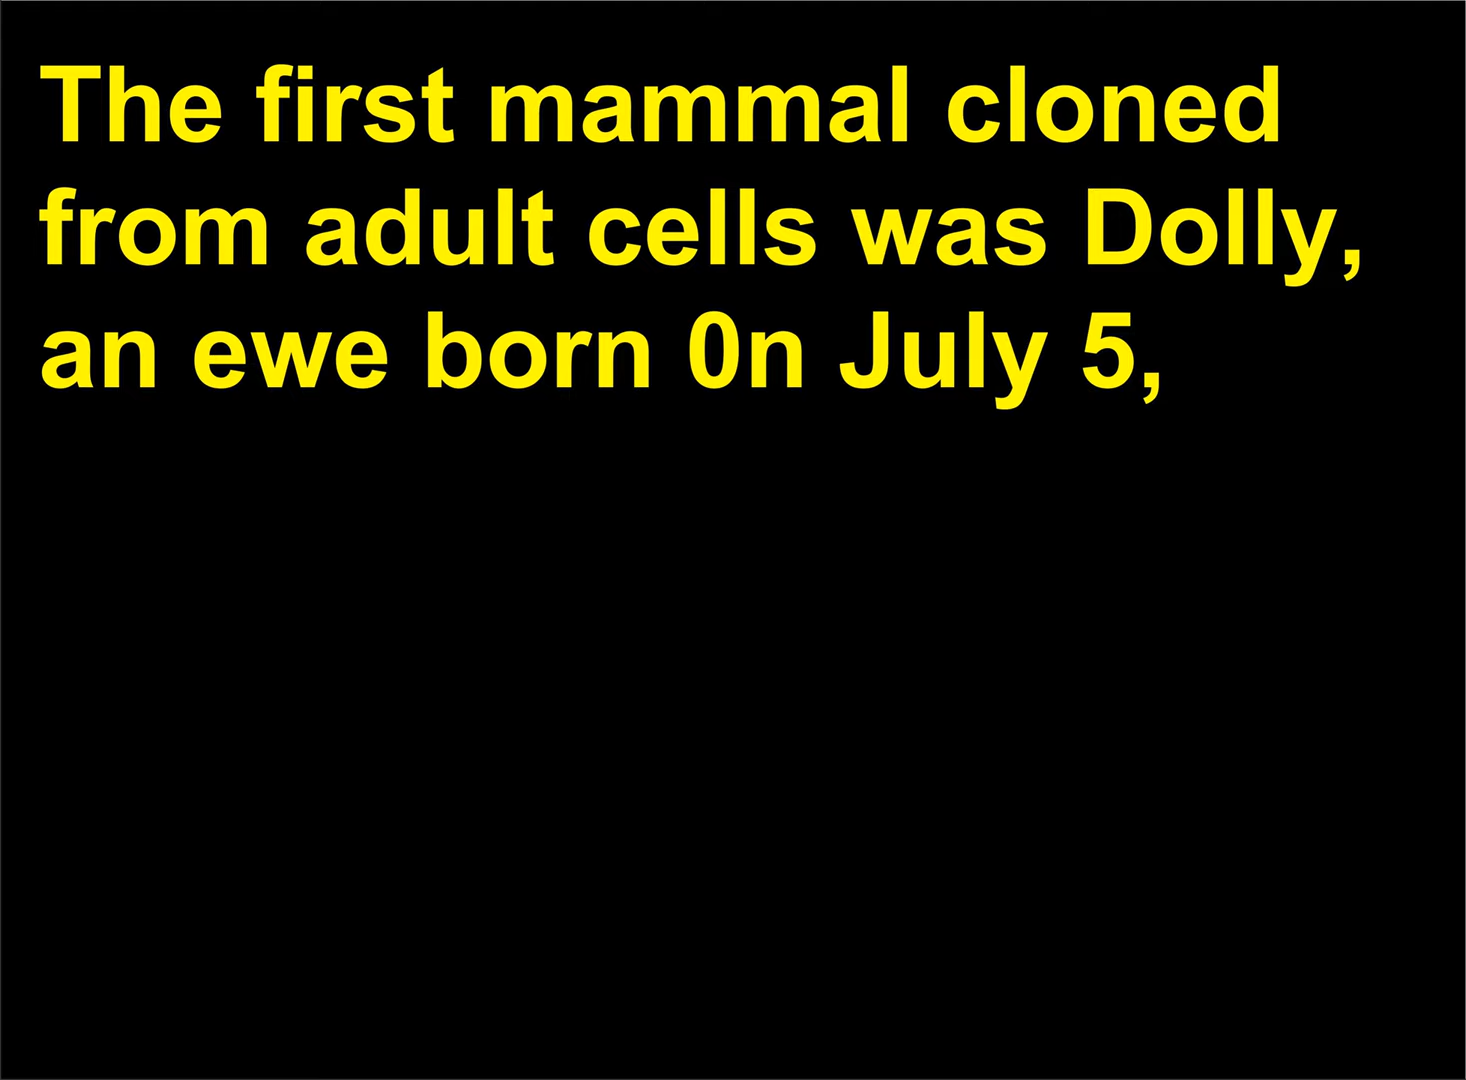 The first mammal cloned
from adult cells was Dolly,
an ewe born 0n July 5,